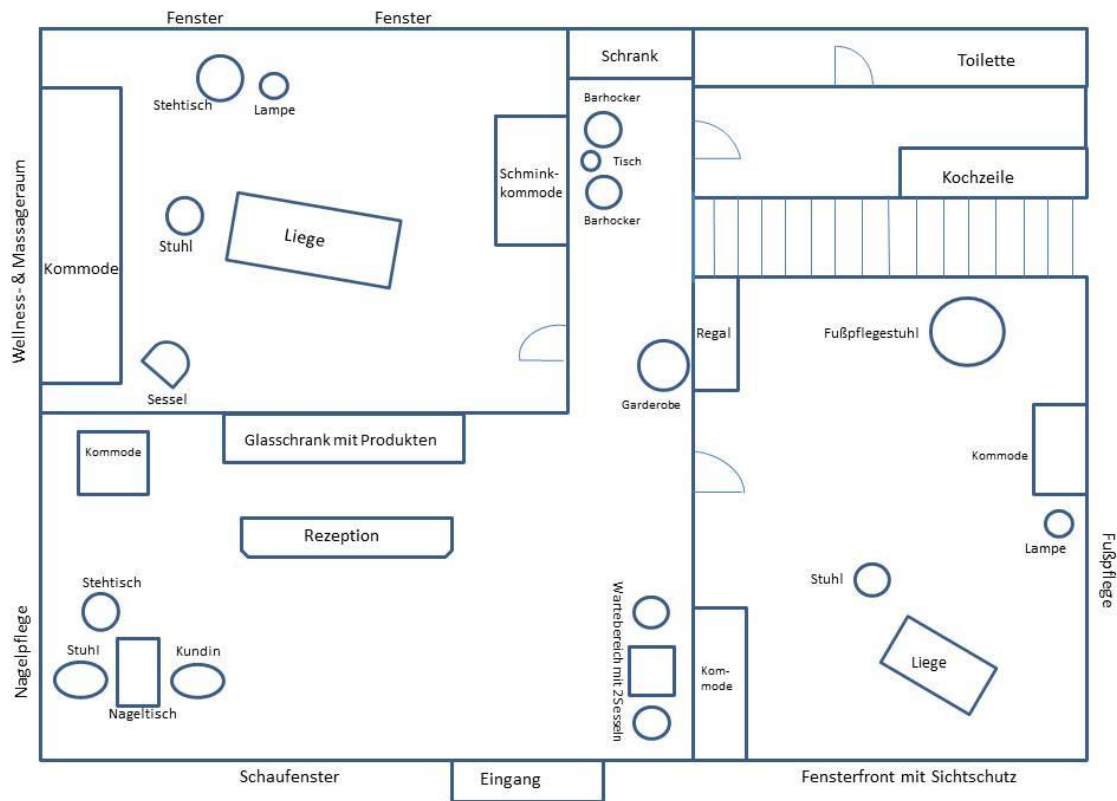 Fenster
Fenster
Stehtisch
Lampe
Schrank
Toilette
Barhocker
Tisch
Barhocker
Schmink-
kommode
Kochzeile
Wellness- & Massageraum
Kommode
Stuhl
Liege
Sessel
Regal
Fußpflegestuhl
Garderobe
Kommode
Glasschrank mit Produkten
Kommode
Rezeption
Lampe
Fußpflege
Nagelpflege
Stehtisch
Stuhl
Kundin
Nageltisch
Wartebereich mit 2 Sesseln
Stuhl
Liege
Kom-
mode
Schaufenster
Eingang
Fensterfront mit Sichtschutz